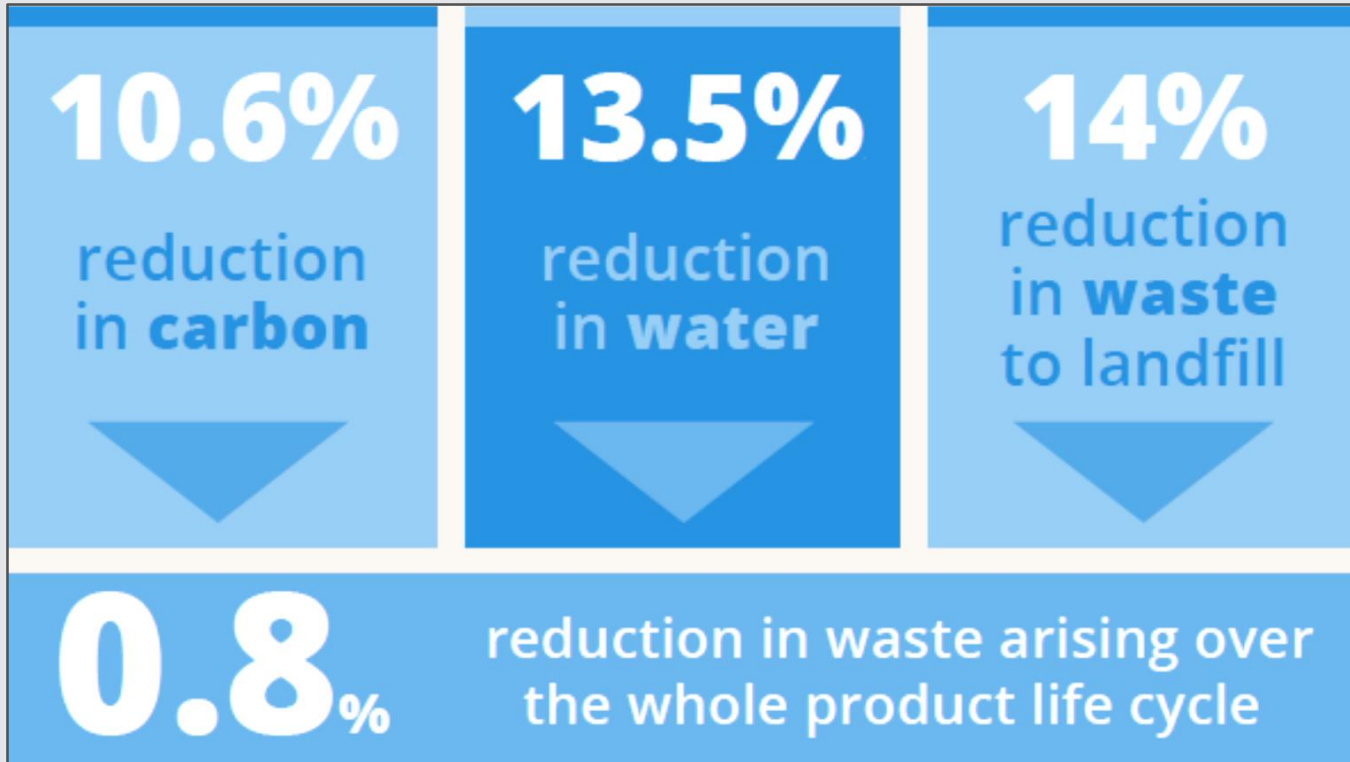 10.6%
reduction
in carbon
13.5%
reduction
in water
14%
reduction
in waste
to landfill
0.8%
reduction in waste arising over
the whole product life cycle